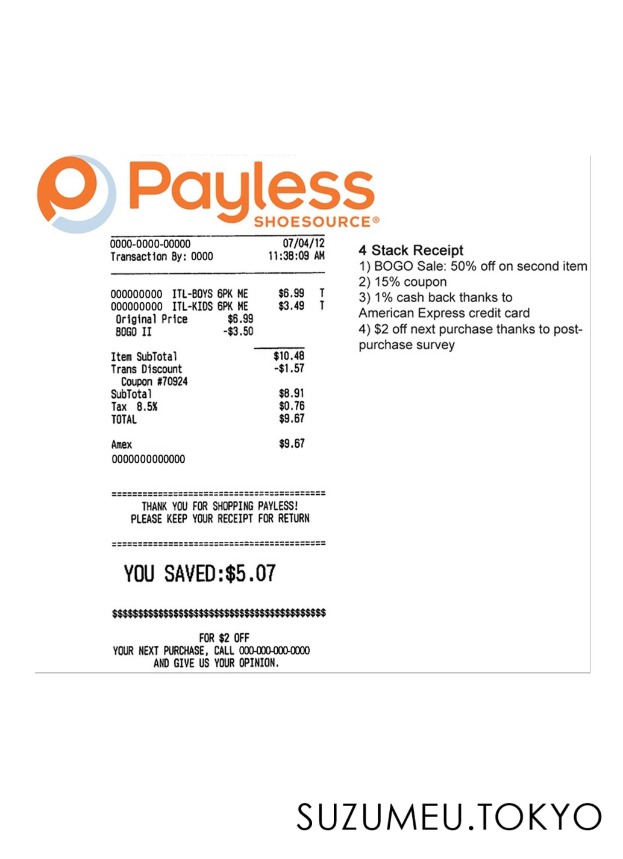 Payless
SHOESOURCE®
0000-0000-00000 07/04/12
Transaction By: 0000 11:38:09 AM
000000000 ITL-BOYS 6PK ME $6.99 T
000000000 ITL-KIDS 6PK ME $3.49 T
Original Price $6.99
BOGO II -$3.50
Item SubTotal $10.48
Trans Discount -$1.57
Coupon #70924
SubTotal $8.91
Tax 8.5% $0.76
TOTAL $9.67
Amex $9.67
0000000000000
==========================================
THANK YOU FOR SHOPPING PAYLESS!
PLEASE KEEP YOUR RECEIPT FOR RETURN
==========================================
YOU SAVED:$5.07
$$$$$$$$$$$$$$$$$$$$$$$$$$$$$$$$$$$$$$$$$$
FOR $2 OFF
YOUR NEXT PURCHASE, CALL 000-000-000-0000
AND GIVE US YOUR OPINION.
4 Stack Receipt
1) BOGO Sale: 50% off on second item
2) 15% coupon
3) 1% cash back thanks to
American Express credit card
4) $2 off next purchase thanks to post-
purchase survey
SUZUMEU.TOKYO